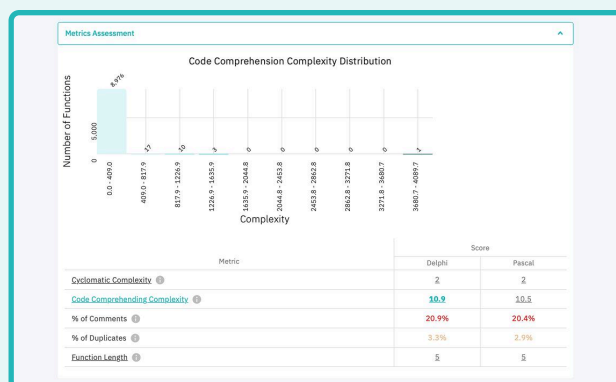 Metrics Assessment
Code Comprehension Complexity Distribution
Number of Functions
5,000
0
8,976
17
10
3
0
0
0
0
0
1
0.0 - 409.0
409.0 - 817.9
817.9 - 1226.9
1226.9 - 1635.9
1635.9 - 2044.8
2044.8 - 2453.8
2453.8 - 2862.8
2862.8 - 3271.8
3271.8 - 3680.7
3680.7 - 4089.7
Complexity
Score
Metric Delphi Pascal
Cyclomatic Complexity i 2 2
Code Comprehending Complexity i 10.9 10.5
% of Comments i 20.9% 20.4%
% of Duplicates i 3.3% 2.9%
Function Length i 5 5